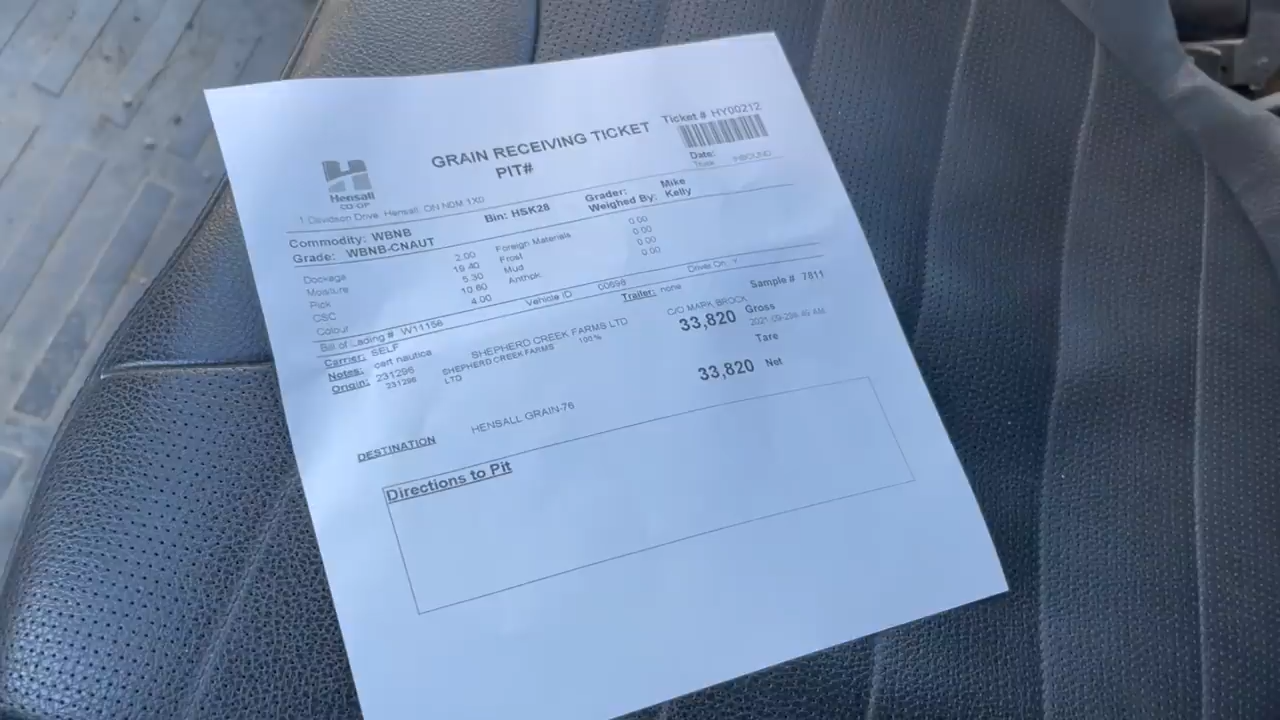 GRAIN RECEIVING TICKET
PIT#
Ticket # HY00212
Date:
INBOUND
Hensall
CO-OP
1 Davidson Drive, Hensall, ON N0M 1X0
Bin: HSK28
Grader: Mike
Weighed By: Kelly
Commodity: WBNB
Grade: WBNB-CNAUT
Dockage 2.00 Foreign Materials 0.00
Moisture 19.40 Frost 0.00
Pick 5.30 Mud 0.00
CSC 10.60 Anthpk 0.00
Colour 4.00
Bill of Lading # W11156 Vehicle ID 00698 Driver On Y
Carrier: SELF Trailer: none Sample # 7811
Notes: cert nautica
Origin: 231296 SHEPHERD CREEK FARMS LTD C/O MARK BROCK
231296 SHEPHERD CREEK FARMS LTD 100%
33,820 Gross
Tare
33,820 Net
DESTINATION HENSALL GRAIN-76
Directions to Pit